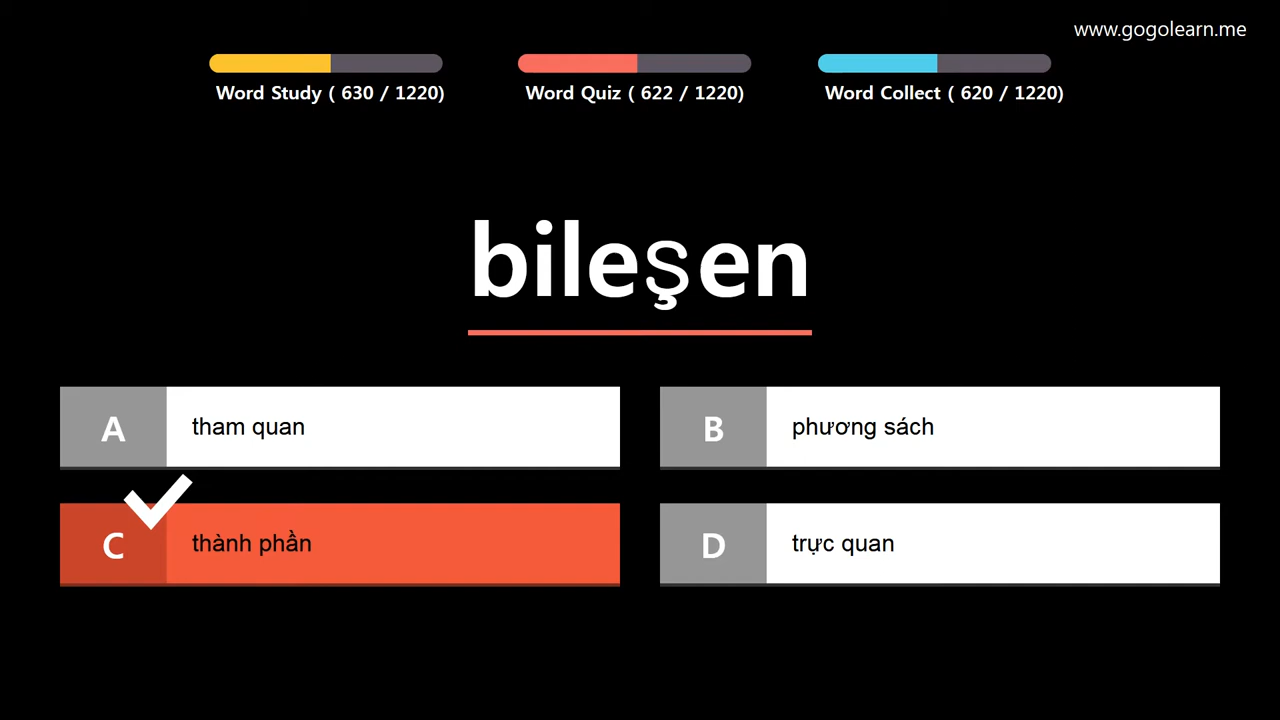 www.gogolearn.me
Word Study ( 630 / 1220)
Word Quiz ( 622 / 1220)
Word Collect ( 620 / 1220)
bileşen
A tham quan
B phương sách
C thành phần
D trực quan